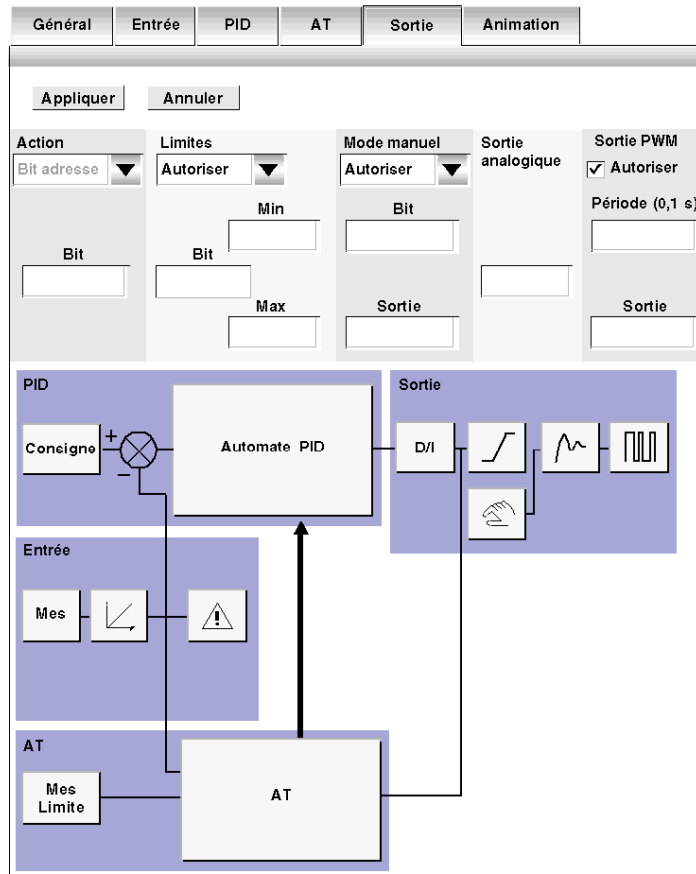 Général Entrée PID AT Sortie Animation
Appliquer Annuler
Action Limites Mode manuel Sortie analogique Sortie PWM
Bit adresse Autoriser Autoriser Autoriser
Min Bit Période (0,1 s)
Bit Bit
Max Sortie Sortie
PID Sortie
Consigne + − Automate PID D/I
Entrée
Mes
AT
Mes
Limite
AT